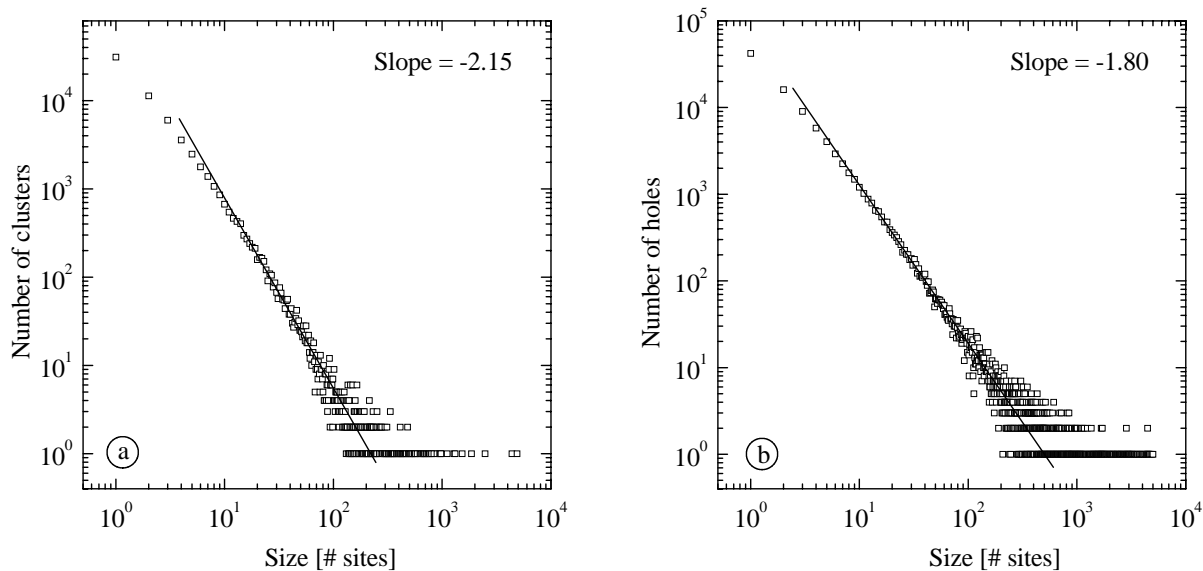 Slope = -2.15
Number of clusters
10^4
10^3
10^2
10^1
10^0
a
10^0 10^1 10^2 10^3 10^4
Size [# sites]
Slope = -1.80
Number of holes
10^5
10^4
10^3
10^2
10^1
10^0
b
10^0 10^1 10^2 10^3 10^4
Size [# sites]